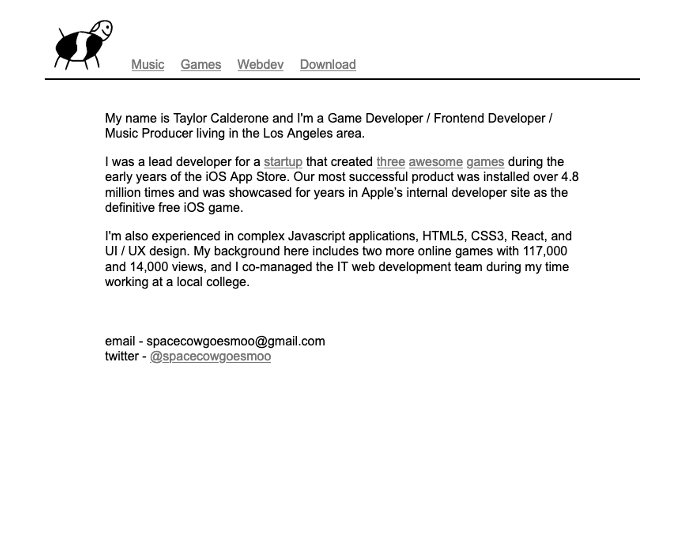 Music Games Webdev Download
My name is Taylor Calderone and I'm a Game Developer / Frontend Developer /
Music Producer living in the Los Angeles area.
I was a lead developer for a startup that created three awesome games during the
early years of the iOS App Store. Our most successful product was installed over 4.8
million times and was showcased for years in Apple's internal developer site as the
definitive free iOS game.
I'm also experienced in complex Javascript applications, HTML5, CSS3, React, and
UI / UX design. My background here includes two more online games with 117,000
and 14,000 views, and I co-managed the IT web development team during my time
working at a local college.
email - spacecowgoesmoo@gmail.com
twitter - @spacecowgoesmoo